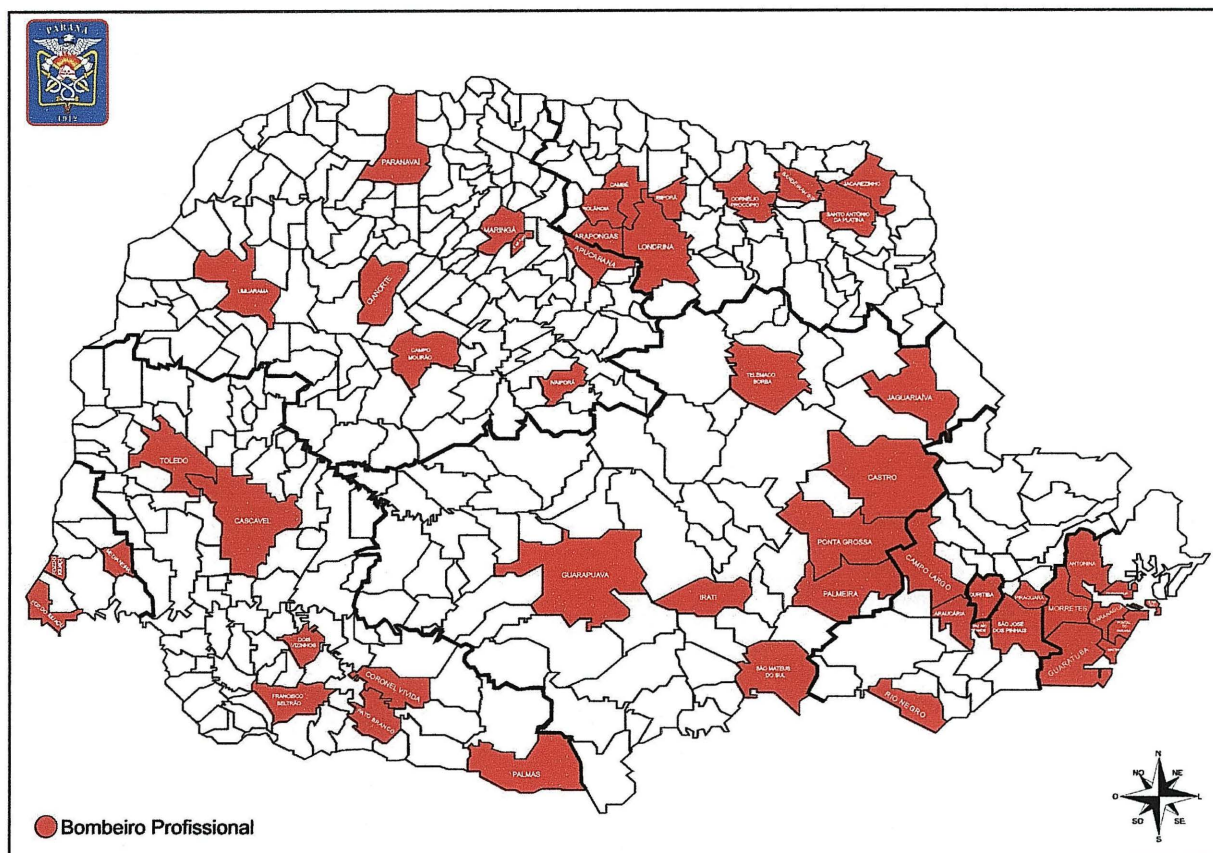 PARANÁ
1912
PARANAVAÍ
MARINGÁ
UMUARAMA
CIANORTE
CAMPO
MOURÃO
IVAIPORÃ
CAMBÉ
ROLÂNDIA
IBIPORÃ
ARAPONGAS
APUCARANA
LONDRINA
CORNÉLIO
PROCÓPIO
JACAREZINHO
SANTO ANTÔNIO
DA PLATINA
TELÊMACO
BORBA
JAGUARIAÍVA
CASTRO
PONTA GROSSA
PALMEIRA
CAMPO LARGO
CURITIBA
ARAUCÁRIA
PIRAQUARA
SÃO JOSÉ
DOS PINHAIS
ANTONINA
MORRETES
GUARATUBA
TOLEDO
CASCAVEL
GUARAPUAVA
IRATI
SÃO MATEUS
DO SUL
RIO NEGRO
DOIS
VIZINHOS
FRANCISCO
BELTRÃO
CORONEL VIVIDA
PATO BRANCO
PALMAS
Bombeiro Profissional
N
NO
NE
O
L
SO
SE
S